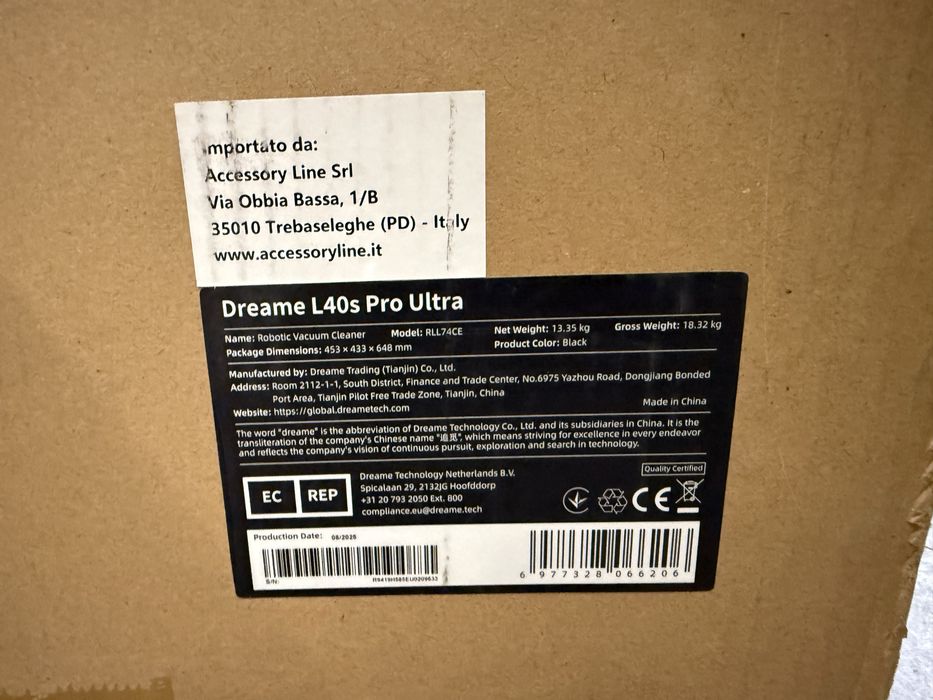 mportato da:
Accessory Line Srl
Via Obbia Bassa, 1/B
35010 Trebaseleghe (PD) - Italy
www.accessoryline.it
Dreame L40s Pro Ultra
Name: Robotic Vacuum Cleaner Model: RLL74CE Net Weight: 13.35 kg Gross Weight: 18.32 kg
Package Dimensions: 453 × 433 × 648 mm Product Color: Black
Manufactured by: Dreame Trading (Tianjin) Co., Ltd.
Address: Room 2112-1-1, South District, Finance and Trade Center, No.6975 Yazhou Road, Dongjiang Bonded
Port Area, Tianjin Pilot Free Trade Zone, Tianjin, China
Website: https://global.dreametech.com Made in China
The word "dreame" is the abbreviation of Dreame Technology Co., Ltd. and its subsidiaries in China. It is the
transliteration of the company's Chinese name "追觅", which means striving for excellence in every endeavor
and reflects the company's vision of continuous pursuit, exploration and search in technology.
EC REP
Dreame Technology Netherlands B.V.
Spicalaan 29, 2132JG Hoofddorp
+31 20 793 2050 Ext. 800
compliance.eu@dreame.tech
Quality Certified
CE
Production Date: 08/2025
S/N:
6 977328 066206